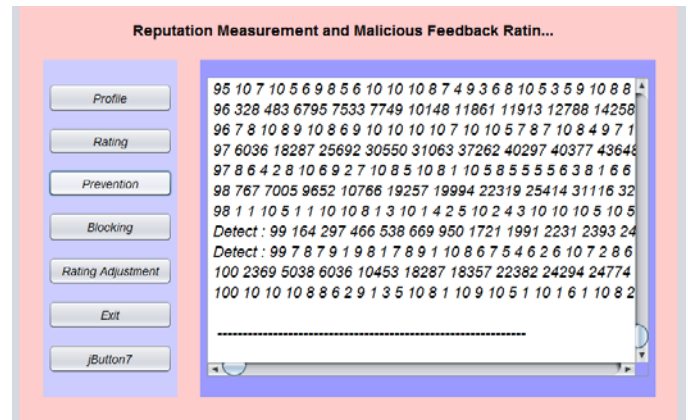 Reputation Measurement and Malicious Feedback Ratin...
Profile
Rating
Prevention
Blocking
Rating Adjustment
Exit
jButton7
95 10 7 10 5 6 9 8 5 6 10 10 10 8 7 4 9 3 6 8 10 5 3 5 9 10 8 8
96 328 483 6795 7533 7749 10148 11861 11913 12788 14258
96 7 8 10 8 9 10 8 6 9 10 10 10 10 7 10 10 5 7 8 7 10 8 4 9 7 1
97 6036 18287 25692 30550 31063 37262 40297 40377 43648
97 8 6 4 2 8 10 6 9 2 7 10 8 5 10 8 1 10 5 8 5 5 5 5 6 3 8 1 6 6
98 767 7005 9652 10766 19257 19994 22319 25414 31116 32
98 1 1 10 5 1 1 10 10 8 1 3 10 1 4 2 5 10 2 4 3 10 10 10 5 10 5
Detect : 99 164 297 466 538 669 950 1721 1991 2231 2393 24
Detect : 99 7 8 7 9 1 9 8 1 7 8 9 1 10 8 6 7 5 4 6 2 6 10 7 2 8 6
100 2369 5038 6036 10453 18287 18357 22382 24294 24774
100 10 10 10 8 8 6 2 9 1 3 5 10 8 1 10 9 10 5 1 10 1 6 1 10 8 2